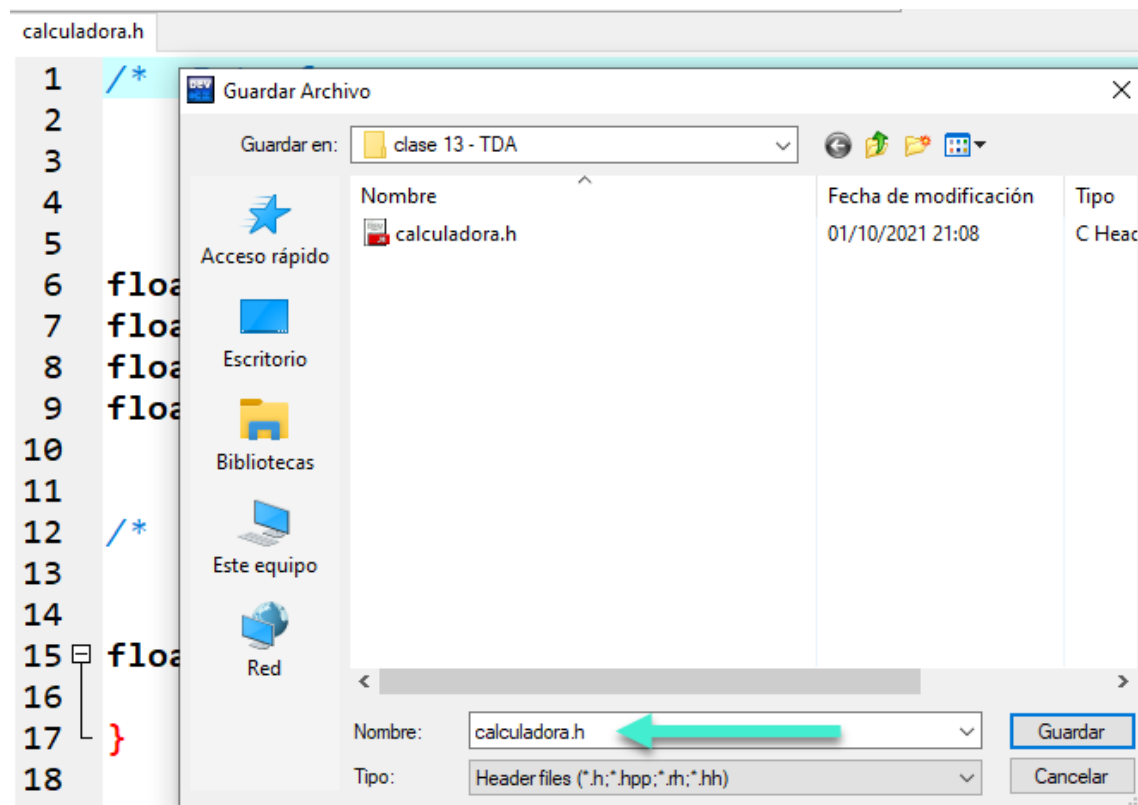 calculadora.h
1 /*
2
3
4
5
6 floa
7 floa
8 floa
9 floa
10
11
12 /*
13
14
15 floa
16
17 }
18
DEV
Guardar Archivo
Guardar en: clase 13 - TDA
Nombre Fecha de modificación Tipo
calculadora.h 01/10/2021 21:08 C Head
Acceso rápido
Escritorio
Bibliotecas
Este equipo
Red
Nombre: calculadora.h Guardar
Tipo: Header files (*.h;*.hpp;*.rh;*.hh) Cancelar